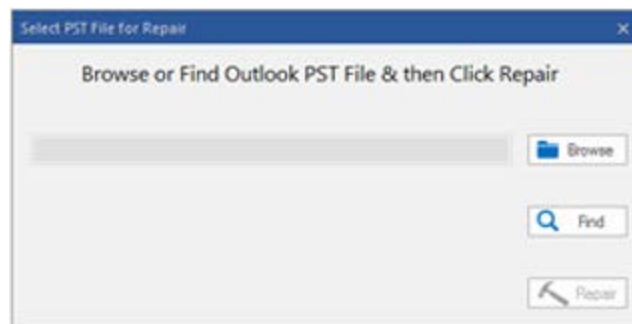 Select PST File for Repair
Browse or Find Outlook PST File & then Click Repair
Browse
Find
Repair